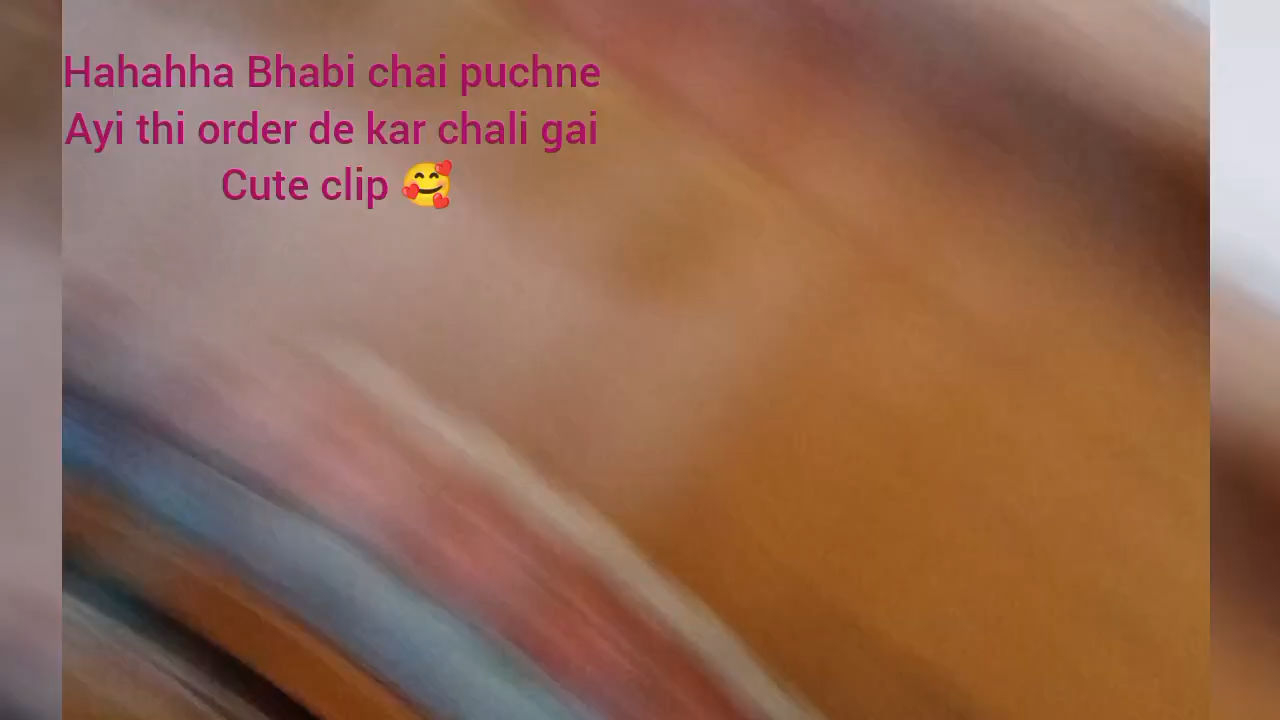 Hahahha Bhabi chai puchne
Ayi thi order de kar chali gai
Cute clip 🥰